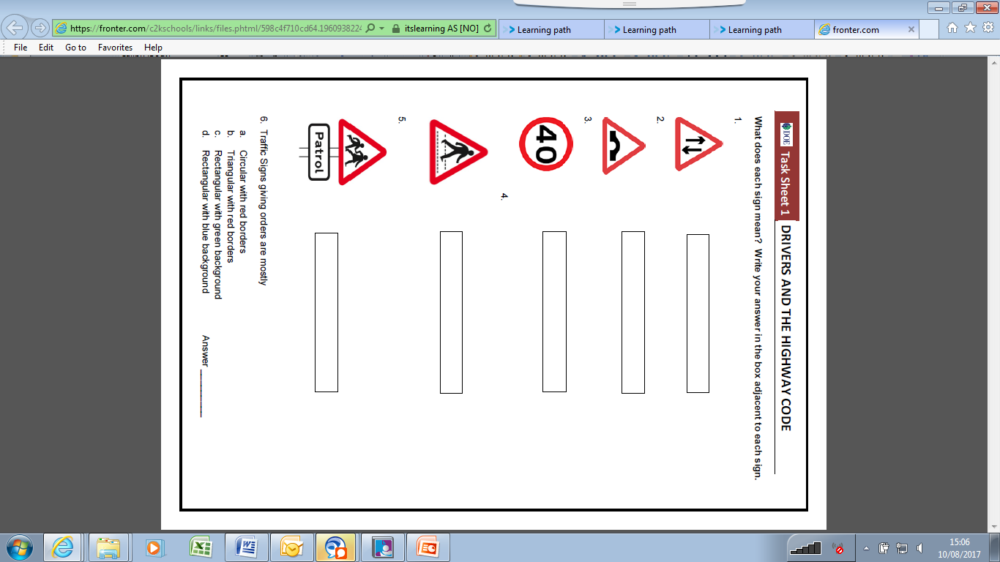 https://fronter.com/c2kschools/links/files.phtml/598c4f710cd64.1960938224
itslearning AS [NO]
Learning path
Learning path
Learning path
fronter.com
File Edit Go to Favorites Help
DOE Task Sheet 1 DRIVERS AND THE HIGHWAY CODE
What does each sign mean? Write your answer in the box adjacent to each sign.
1.
2.
3.
40
4.
5.
Patrol
6. Traffic Signs giving orders are mostly
a. Circular with red borders
b. Triangular with red borders
c. Rectangular with green background
d. Rectangular with blue background Answer ________
15:06
10/08/2017